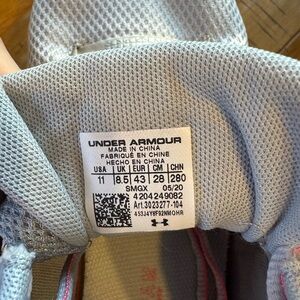 UNDER ARMOUR
MADE IN CHINA
FABRIQUÉ EN CHINE
HECHO EN CHINA
USA UK EUR CM CHN
11 8.5 43 28 280
SMGX 05/20
4204249082
Art.3023277-104